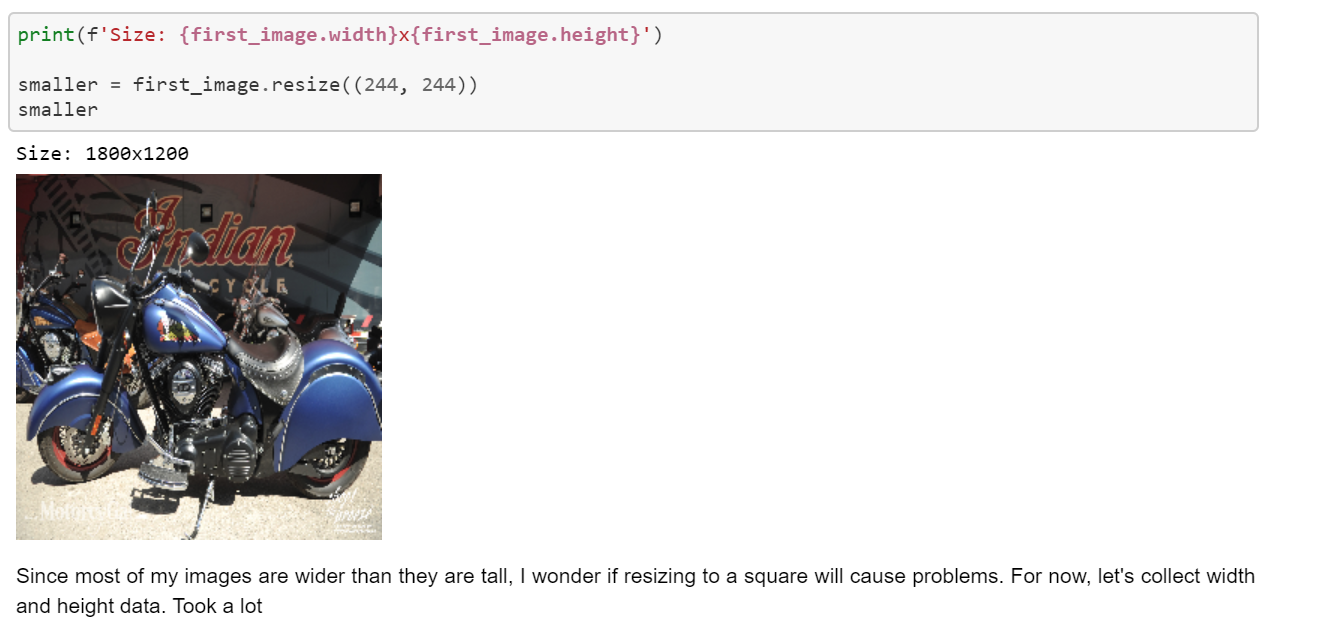 print(f'Size: {first_image.width}x{first_image.height}')
smaller = first_image.resize((244, 244))
smaller
Size: 1800x1200
Indian
CYCLE
Since most of my images are wider than they are tall, I wonder if resizing to a square will cause problems. For now, let's collect width
and height data. Took a lot